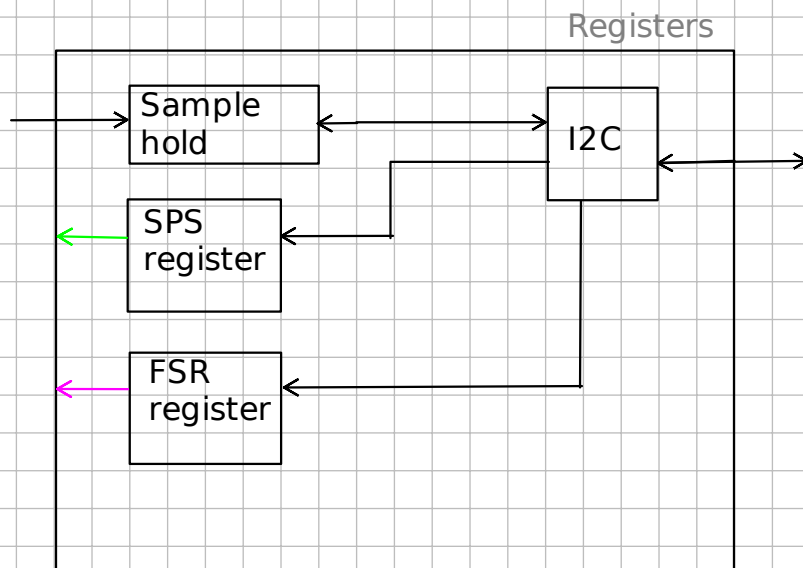 Registers
Sample
hold
I2C
SPS
register
FSR
register